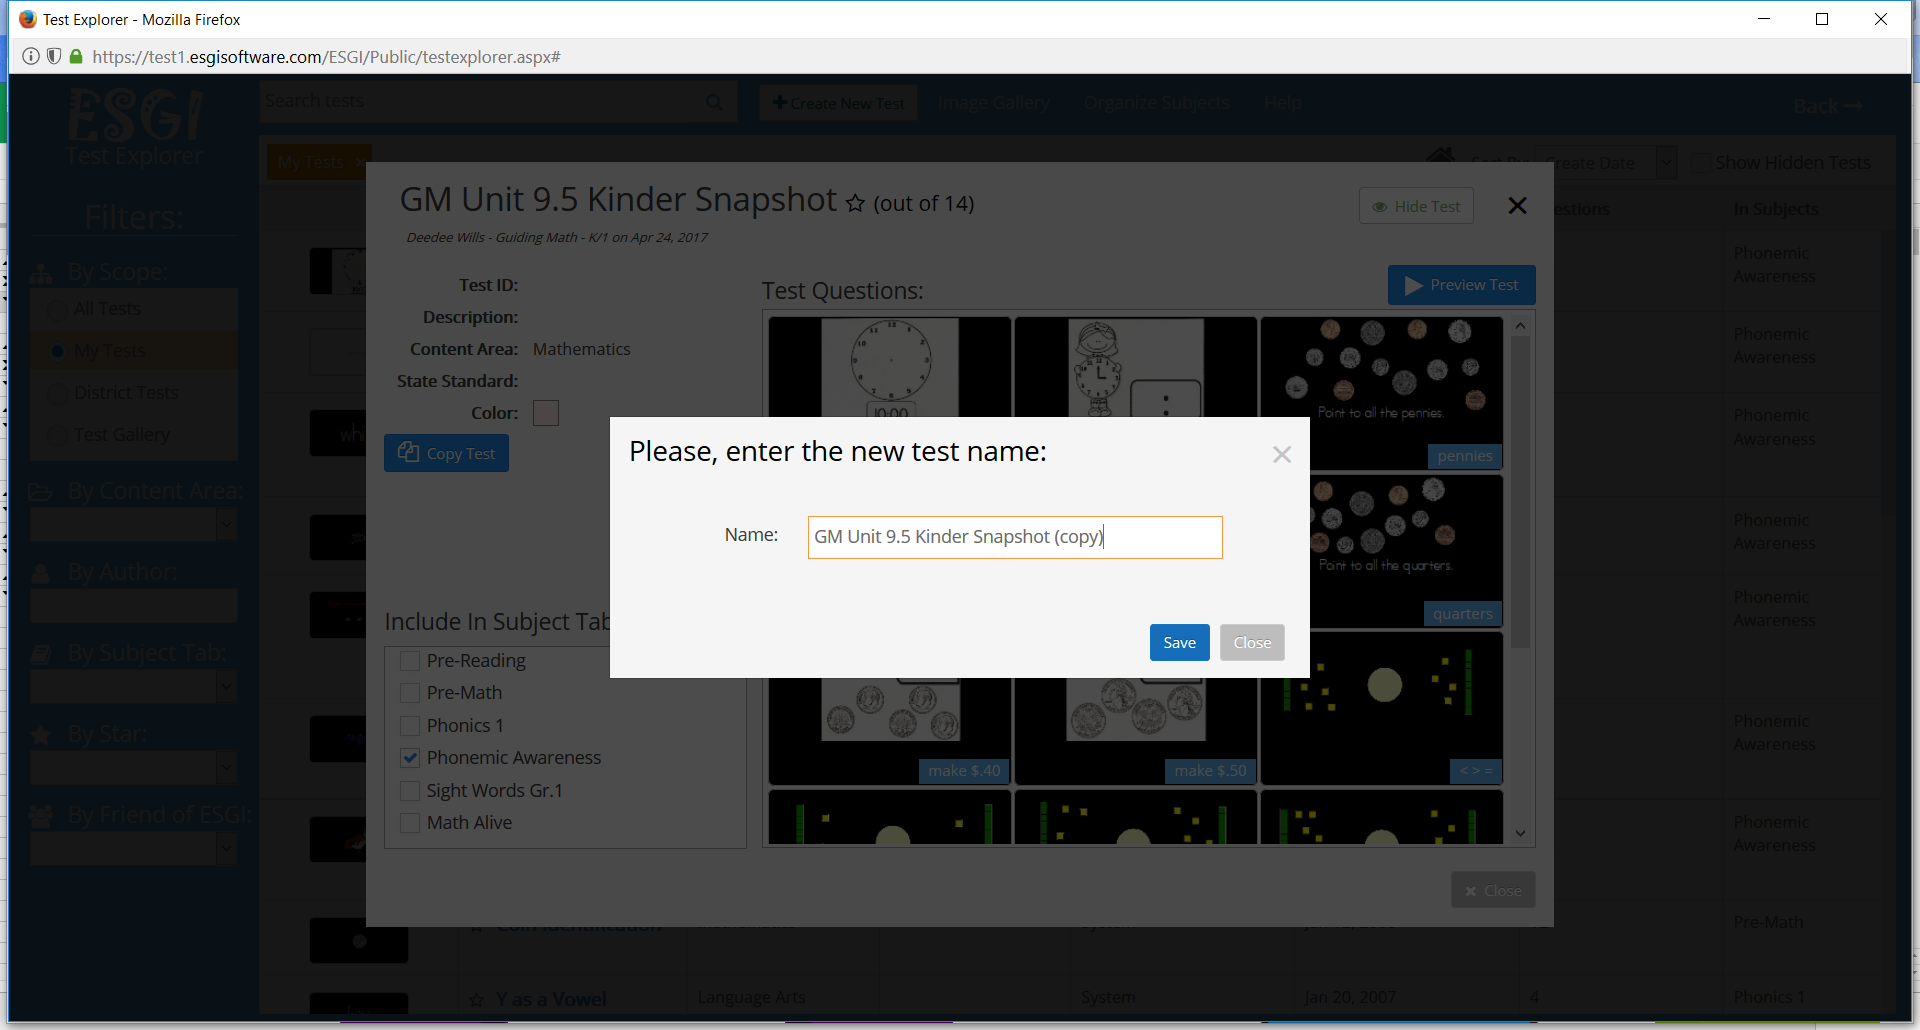 Test Explorer - Mozilla Firefox
https://test1.esgisoftware.com/ESGI/Public/testexplorer.aspx#
ESGI
Test Explorer
Search tests
Create New Test
Image Gallery
Organize Subjects
Help
Back
My Tests
Sort By:
Create Date
Show Hidden Tests
Filters:
By Scope:
All Tests
My Tests
District Tests
Test Gallery
By Content Area:
By Author:
By Subject Tab:
By Star:
By Friend of ESGI:
GM Unit 9.5 Kinder Snapshot (out of 14)
Hide Test
Deedee Wills - Guiding Math - K/1 on Apr 24, 2017
Test ID:
Description:
Content Area: Mathematics
State Standard:
Color:
Copy Test
Test Questions:
Preview Test
10:00
Point to all the pennies.
pennies
Point to all the quarters.
quarters
make $.40
make $.50
< > =
Please, enter the new test name:
Name: GM Unit 9.5 Kinder Snapshot (copy)
Save
Close
Include In Subject Tab
Pre-Reading
Pre-Math
Phonics 1
Phonemic Awareness
Sight Words Gr.1
Math Alive
Close
estions
In Subjects
Phonemic
Awareness
Phonemic
Awareness
Phonemic
Awareness
Phonemic
Awareness
Phonemic
Awareness
Phonemic
Awareness
Phonemic
Awareness
Coin Identification
Pre-Math
Y as a Vowel
Language Arts
System
Jan 20, 2007
4
Phonics 1